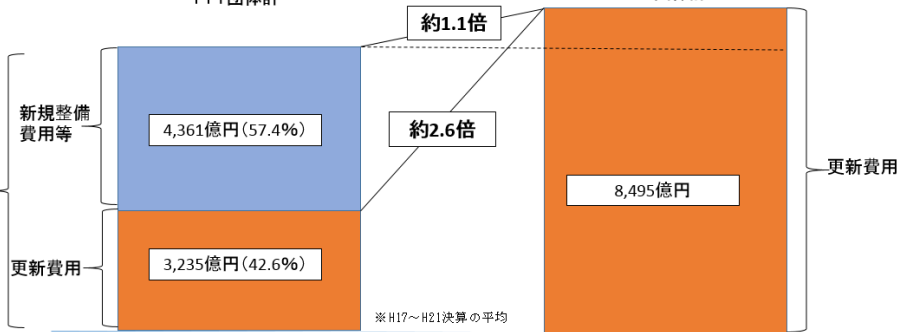 約1.1倍
新規整備
費用等
4,361億円(57.4%)
約2.6倍
更新費用
8,495億円
更新費用
3,235億円(42.6%)
※H17～H21決算の平均